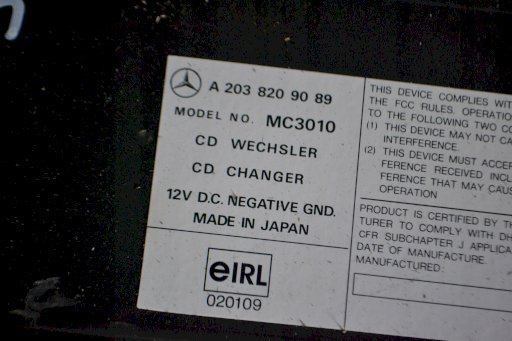 A 203 820 90 89
MODEL NO. MC3010
CD WECHSLER
CD CHANGER
12V D.C. NEGATIVE GND.
MADE IN JAPAN
eIRL
020109
THIS DEVICE COMPLIES WIT
THE FCC RULES. OPERATIO
TO THE FOLLOWING TWO CO
(1) THIS DEVICE MAY NOT CA
INTERFERENCE.
(2) THIS DEVICE MUST ACCEP
FERENCE RECEIVED INCL
FERENCE THAT MAY CAUS
OPERATION
PRODUCT IS CERTIFIED BY TH
TURER TO COMPLY WITH DH
CFR SUBCHAPTER J APPLICA
DATE OF MANUFACTURE.
MANUFACTURED: